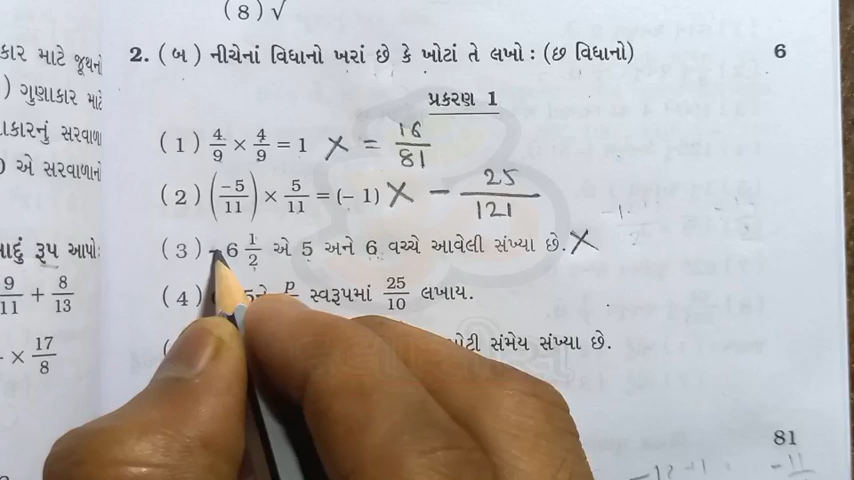 (8) √
2. (બ) નીચેનાં વિધાનો ખરાં છે કે ખોટાં તે લખો: (છ વિધાનો) 6
પ્રકરણ 1
(1) 4/9 × 4/9 = 1 X = 16/81
(2) (-5/11) × 5/11 = (- 1) X - 25/121
(3) -6 1/2 એ 5 અને 6 વચ્ચે આવેલી સંખ્યા છે. X
(4) p સ્વરૂપમાં 25/10 લખાય.
સંમેય સંખ્યા છે.
81
કાર માટે જૂથનો
) ગુણાકાર માટે
ાકારનું સરવાળા
એ સરવાળાનો
ાદું રૂપ આપો:
9/11 + 8/13
× 17/8